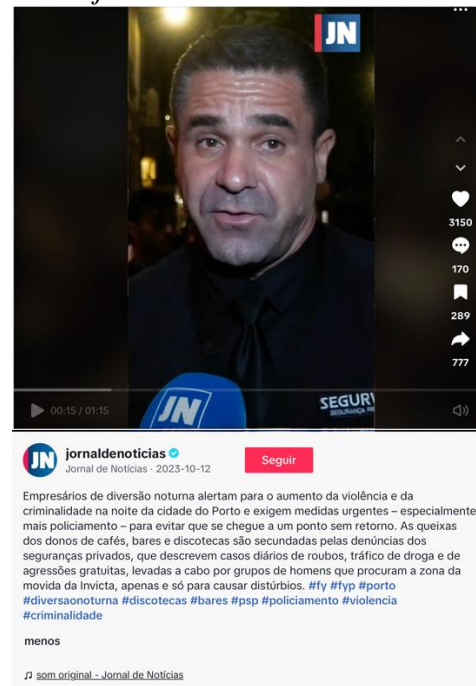 JN
3150
170
289
777
00:15 / 01:15
JN
SEGUR
SEGURANÇA
JN
jornaldenoticias
Jornal de Notícias · 2023-10-12
Seguir
Empresários de diversão noturna alertam para o aumento da violência e da
criminalidade na noite da cidade do Porto e exigem medidas urgentes – especialmente
mais policiamento – para evitar que se chegue a um ponto sem retorno. As queixas
dos donos de cafés, bares e discotecas são secundadas pelas denúncias dos
seguranças privados, que descrevem casos diários de roubos, tráfico de droga e de
agressões gratuitas, levadas a cabo por grupos de homens que procuram a zona da
movida da Invicta, apenas e só para causar distúrbios. #fy #fyp #porto
#diversaonoturna #discotecas #bares #psp #policiamento #violencia
#criminalidade
menos
som original - Jornal de Notícias